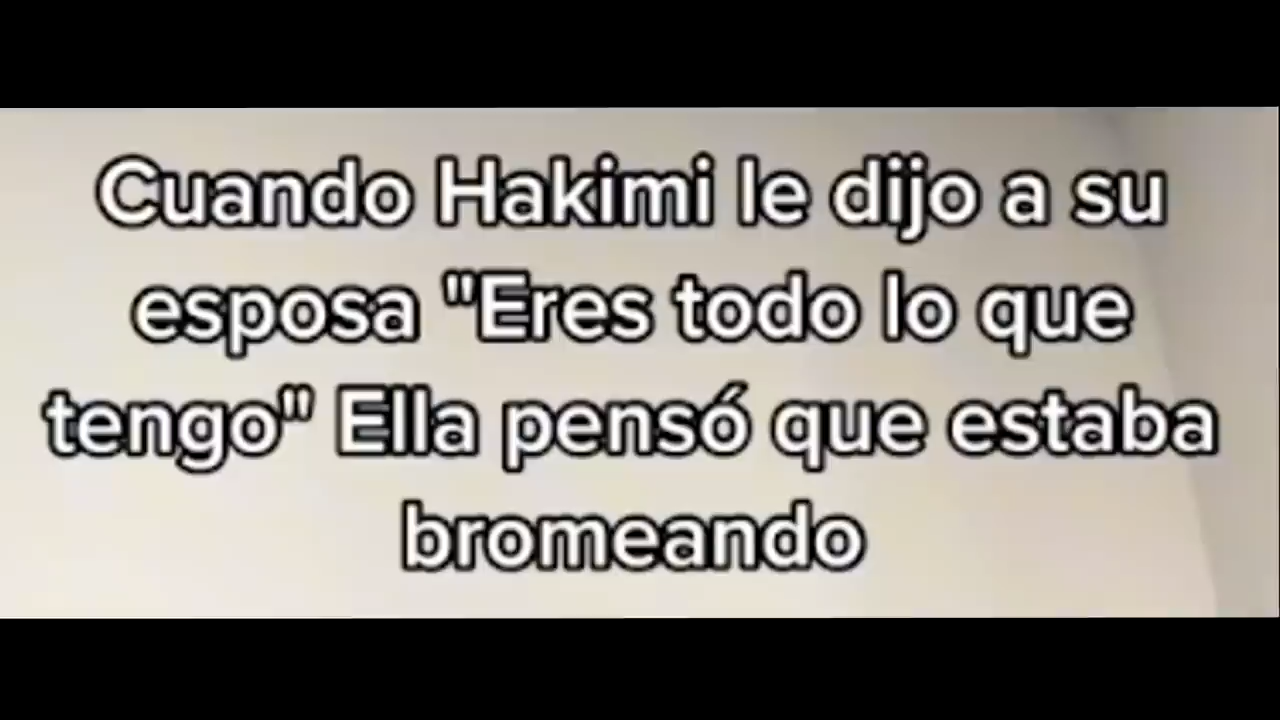 Cuando Hakimi le dijo a su
esposa "Eres todo lo que
tengo" Ella pensó que estaba
bromeando